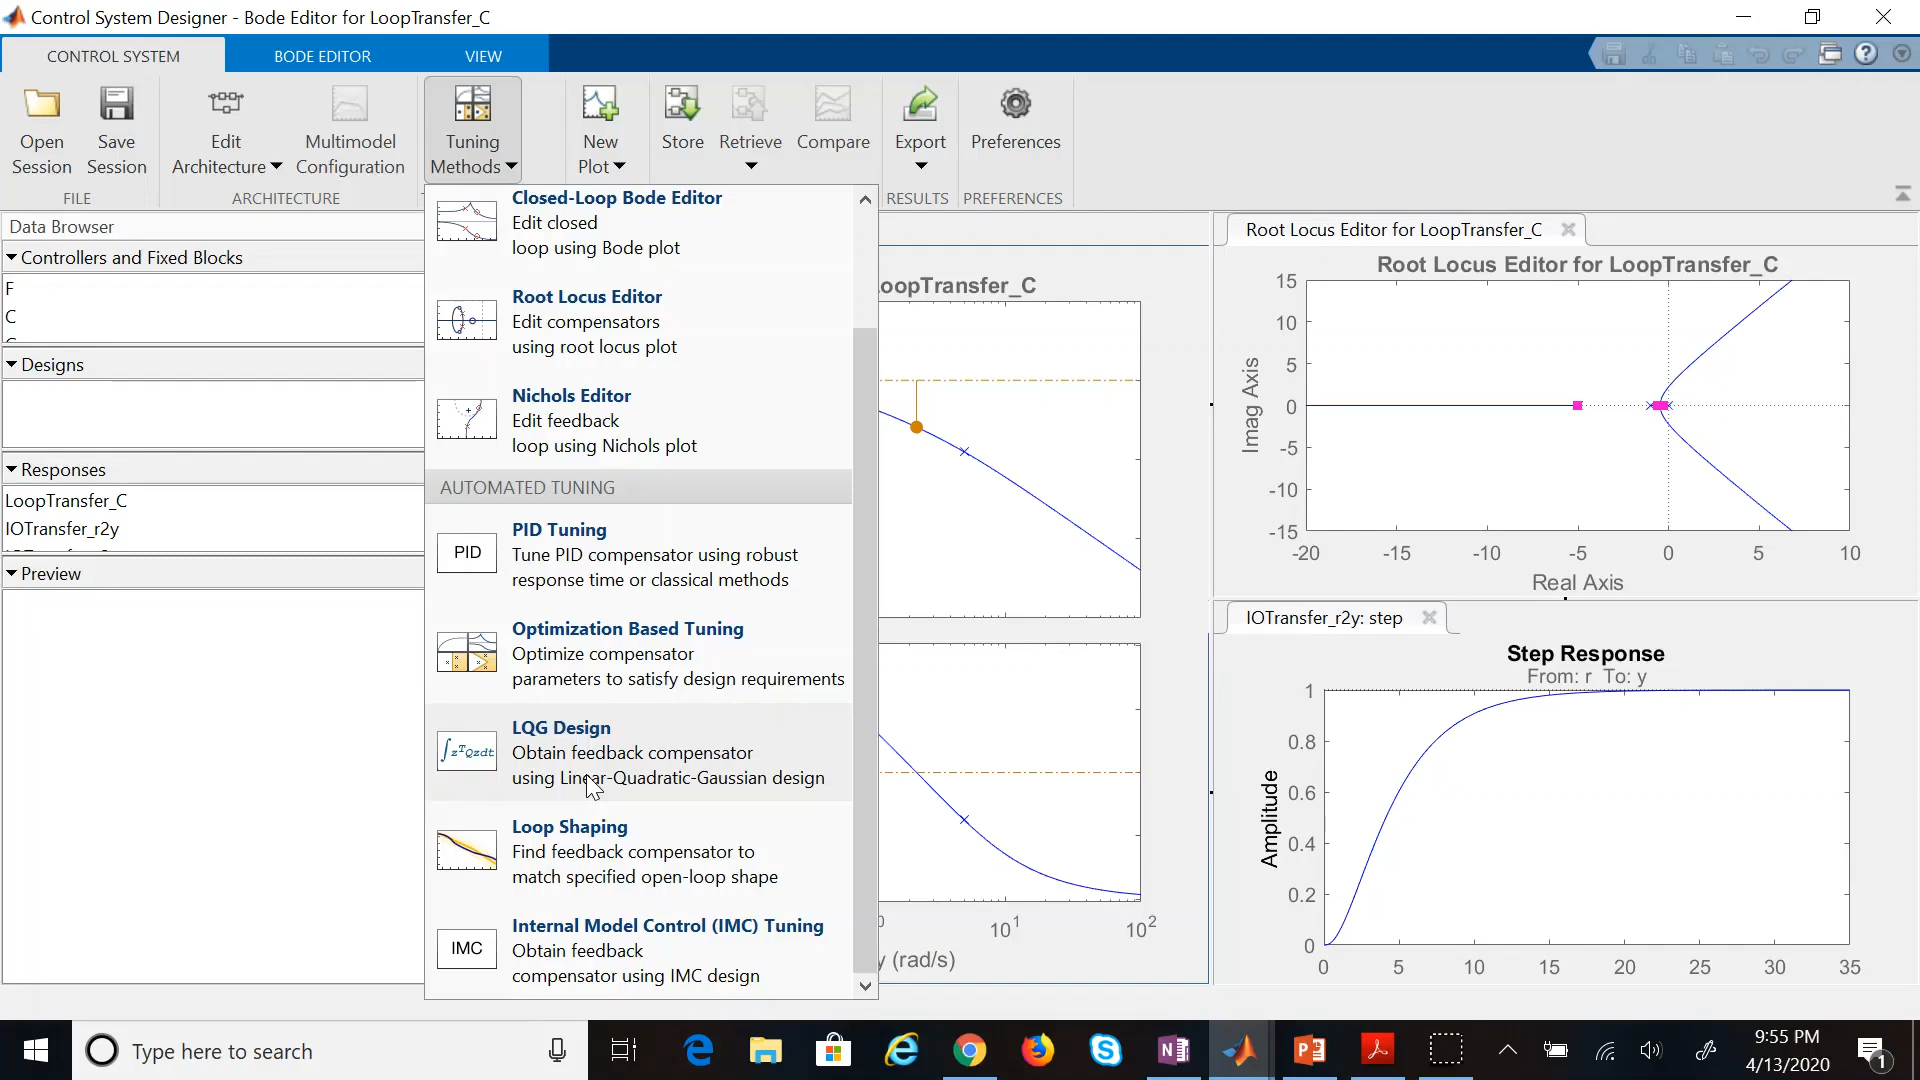 Control System Designer - Bode Editor for LoopTransfer_C
CONTROL SYSTEM
BODE EDITOR
VIEW
Open
Session
Save
Session
Edit
Architecture
Multimodel
Configuration
Tuning
Methods
New
Plot
Store
Retrieve
Compare
Export
Preferences
FILE
ARCHITECTURE
RESULTS
PREFERENCES
Data Browser
Controllers and Fixed Blocks
F
C
Designs
Responses
LoopTransfer_C
IOTransfer_r2y
Preview
Closed-Loop Bode Editor
Edit closed
loop using Bode plot
Root Locus Editor
Edit compensators
using root locus plot
Nichols Editor
Edit feedback
loop using Nichols plot
AUTOMATED TUNING
PID
PID Tuning
Tune PID compensator using robust
response time or classical methods
Optimization Based Tuning
Optimize compensator
parameters to satisfy design requirements
∫zᵀQzdt
LQG Design
Obtain feedback compensator
using Linear-Quadratic-Gaussian design
Loop Shaping
Find feedback compensator to
match specified open-loop shape
IMC
Internal Model Control (IMC) Tuning
Obtain feedback
compensator using IMC design
LoopTransfer_C
10¹
10²
y (rad/s)
Root Locus Editor for LoopTransfer_C
Root Locus Editor for LoopTransfer_C
15
10
5
0
-5
-10
-15
Imag Axis
-20
-15
-10
-5
0
5
10
Real Axis
IOTransfer_r2y: step
Step Response
From: r To: y
1
0.8
0.6
0.4
0.2
0
Amplitude
0
5
10
15
20
25
30
35
Type here to search
9:55 PM
4/13/2020
1